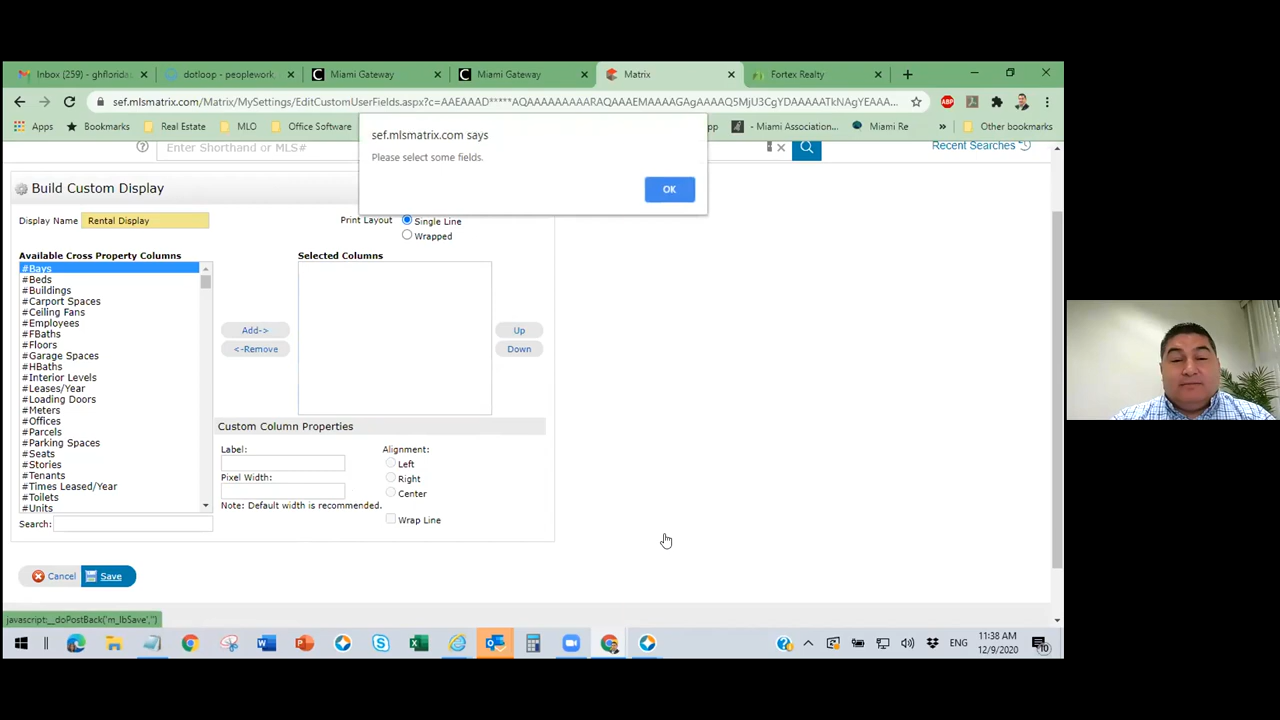 Inbox (259) - ghflorida
dotloop - peoplework
Miami Gateway
Miami Gateway
Matrix
Fortex Realty
sef.mlsmatrix.com/Matrix/MySettings/EditCustomUserFields.aspx?c=AAEAAAD*****AQAAAAAAAAARAQAAAEMAAAAGAgAAAAQ5MjU3CgYDAAAAATkNAgYEAAA...
ABP
Apps
Bookmarks
Real Estate
MLO
Office Software
pp
- Miami Association...
Miami Re
»
Other bookmarks
sef.mlsmatrix.com says
Please select some fields.
OK
Enter Shorthand or MLS#
Recent Searches
Build Custom Display
Display Name
Rental Display
Print Layout
Single Line
Wrapped
Available Cross Property Columns
Selected Columns
#Bays
#Beds
#Buildings
#Carport Spaces
#Ceiling Fans
#Employees
#FBaths
#Floors
#Garage Spaces
#HBaths
#Interior Levels
#Leases/Year
#Loading Doors
#Meters
#Offices
#Parcels
#Parking Spaces
#Seats
#Stories
#Tenants
#Times Leased/Year
#Toilets
#Units
Search:
Add->
<-Remove
Up
Down
Custom Column Properties
Label:
Pixel Width:
Note: Default width is recommended.
Alignment:
Left
Right
Center
Wrap Line
Cancel
Save
javascript:__doPostBack('m_lbSave','')
ENG
11:38 AM
12/9/2020
10